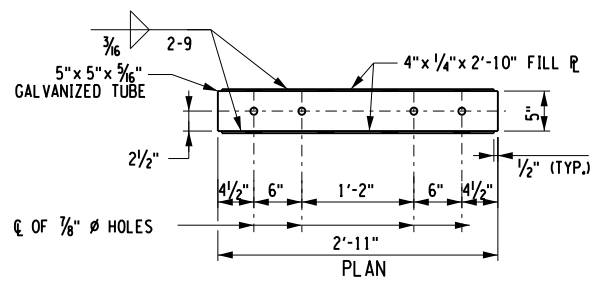 3/16 2-9
5" x 5" x 5/16"
GALVANIZED TUBE
4" x 1/4" x 2'-10" FILL ℄
5"
2 1/2"
1/2" (TYP.)
4 1/2" 6" 1'-2" 6" 4 1/2"
℄ OF 7/8" Ø HOLES
2'-11"
PLAN